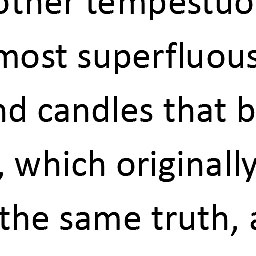 other tempestuo
most superfluous
nd candles that b
, which originally
the same truth, a